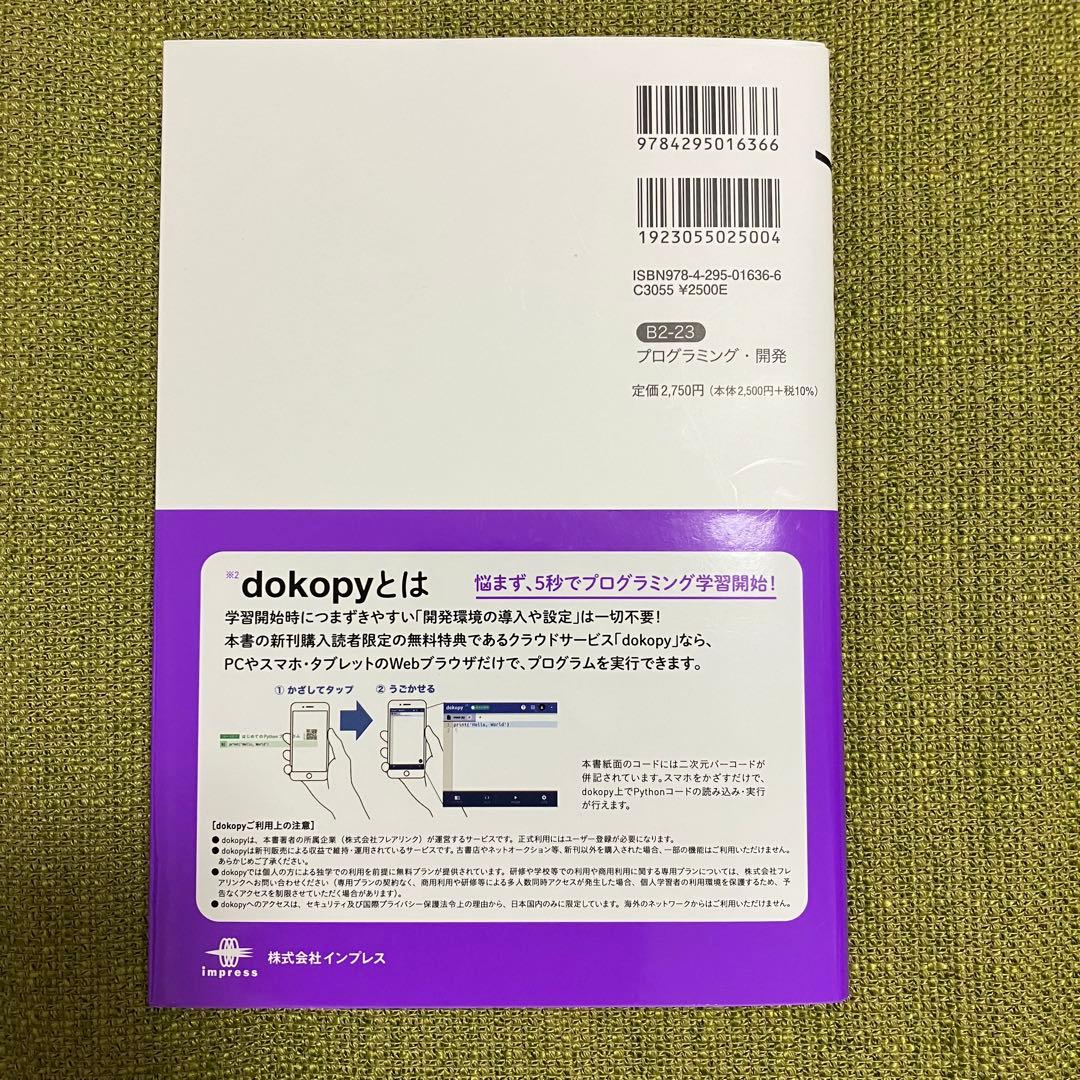 9784295016366
1923055025004
ISBN978-4-295-01636-6
C3055 ¥2500E
B2-23
プログラミング・開発
定価2,750円（本体2,500円＋税10%）
※2 dokopyとは
悩まず、5秒でプログラミング学習開始！
学習開始時につまずきやすい「開発環境の導入や設定」は一切不要！
本書の新刊購入読者限定の無料特典であるクラウドサービス「dokopy」なら、
PCやスマホ・タブレットのWebブラウザだけで、プログラムを実行できます。
① かざしてタップ
② うごかせる
はじめてのPython
print('Hello, World')
dokopy
print('Hello, World')
本書紙面のコードには二次元バーコードが
併記されています。スマホをかざすだけで、
dokopy上でPythonコードの読み込み・実行
が行えます。
［dokopyご利用上の注意］
● dokopyは、本書著者の所属企業（株式会社フレアリンク）が運営するサービスです。正式利用にはユーザー登録が必要になります。
● dokopyは新刊販売による収益で維持・運用されているサービスです。古書店やネットオークション等、新刊以外を購入された場合、一部の機能はご利用いただけません。
あらかじめご了承ください。
● dokopyでは個人の方による独学での利用を前提に無料プランが提供されています。研修や学校等での利用や商用利用に関する専用プランについては、株式会社フレ
アリンクへお問い合わせください（専用プランの契約なく、商用利用や研修等による多人数同時アクセスが発生した場合、個人学習者の利用環境を保護するため、予
告なくアクセスを制限させていただく場合があります）。
● dokopyへのアクセスは、セキュリティ及び国際プライバシー保護法令上の理由から、日本国内のみに限定しています。海外のネットワークからはご利用いただけません。
impress
株式会社インプレス